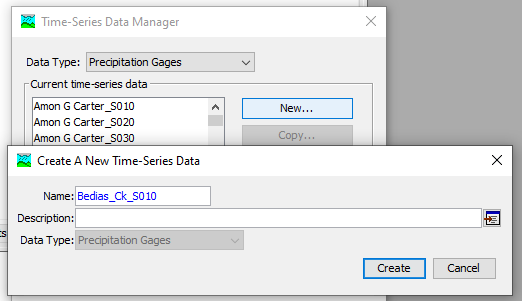 Time-Series Data Manager
Data Type: Precipitation Gages
Current time-series data
Amon G Carter_S010
Amon G Carter_S020
Amon G Carter_S030
New...
Copy...
Create A New Time-Series Data
Name: Bedias_Ck_S010
Description:
Data Type: Precipitation Gages
Create Cancel